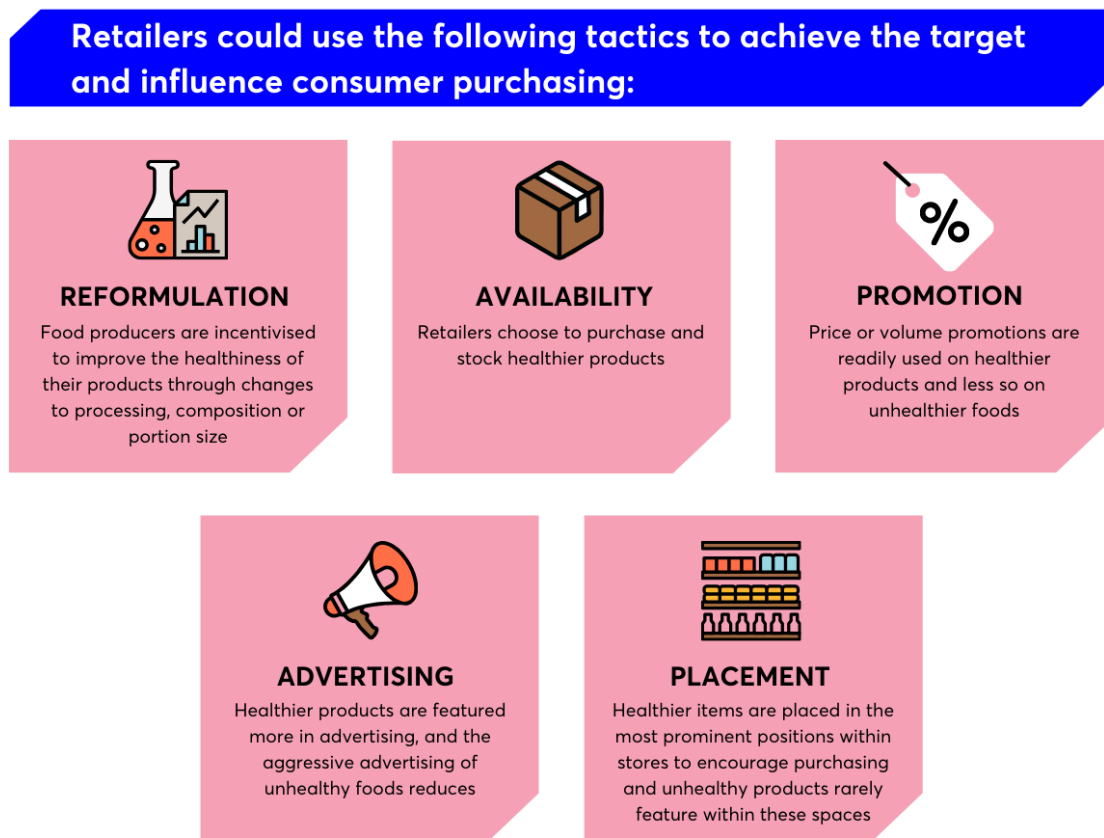 Retailers could use the following tactics to achieve the target
and influence consumer purchasing:
REFORMULATION
Food producers are incentivised
to improve the healthiness of
their products through changes
to processing, composition or
portion size
AVAILABILITY
Retailers choose to purchase and
stock healthier products
%
PROMOTION
Price or volume promotions are
readily used on healthier
products and less so on
unhealthier foods
ADVERTISING
Healthier products are featured
more in advertising, and the
aggressive advertising of
unhealthy foods reduces
PLACEMENT
Healthier items are placed in the
most prominent positions within
stores to encourage purchasing
and unhealthy products rarely
feature within these spaces